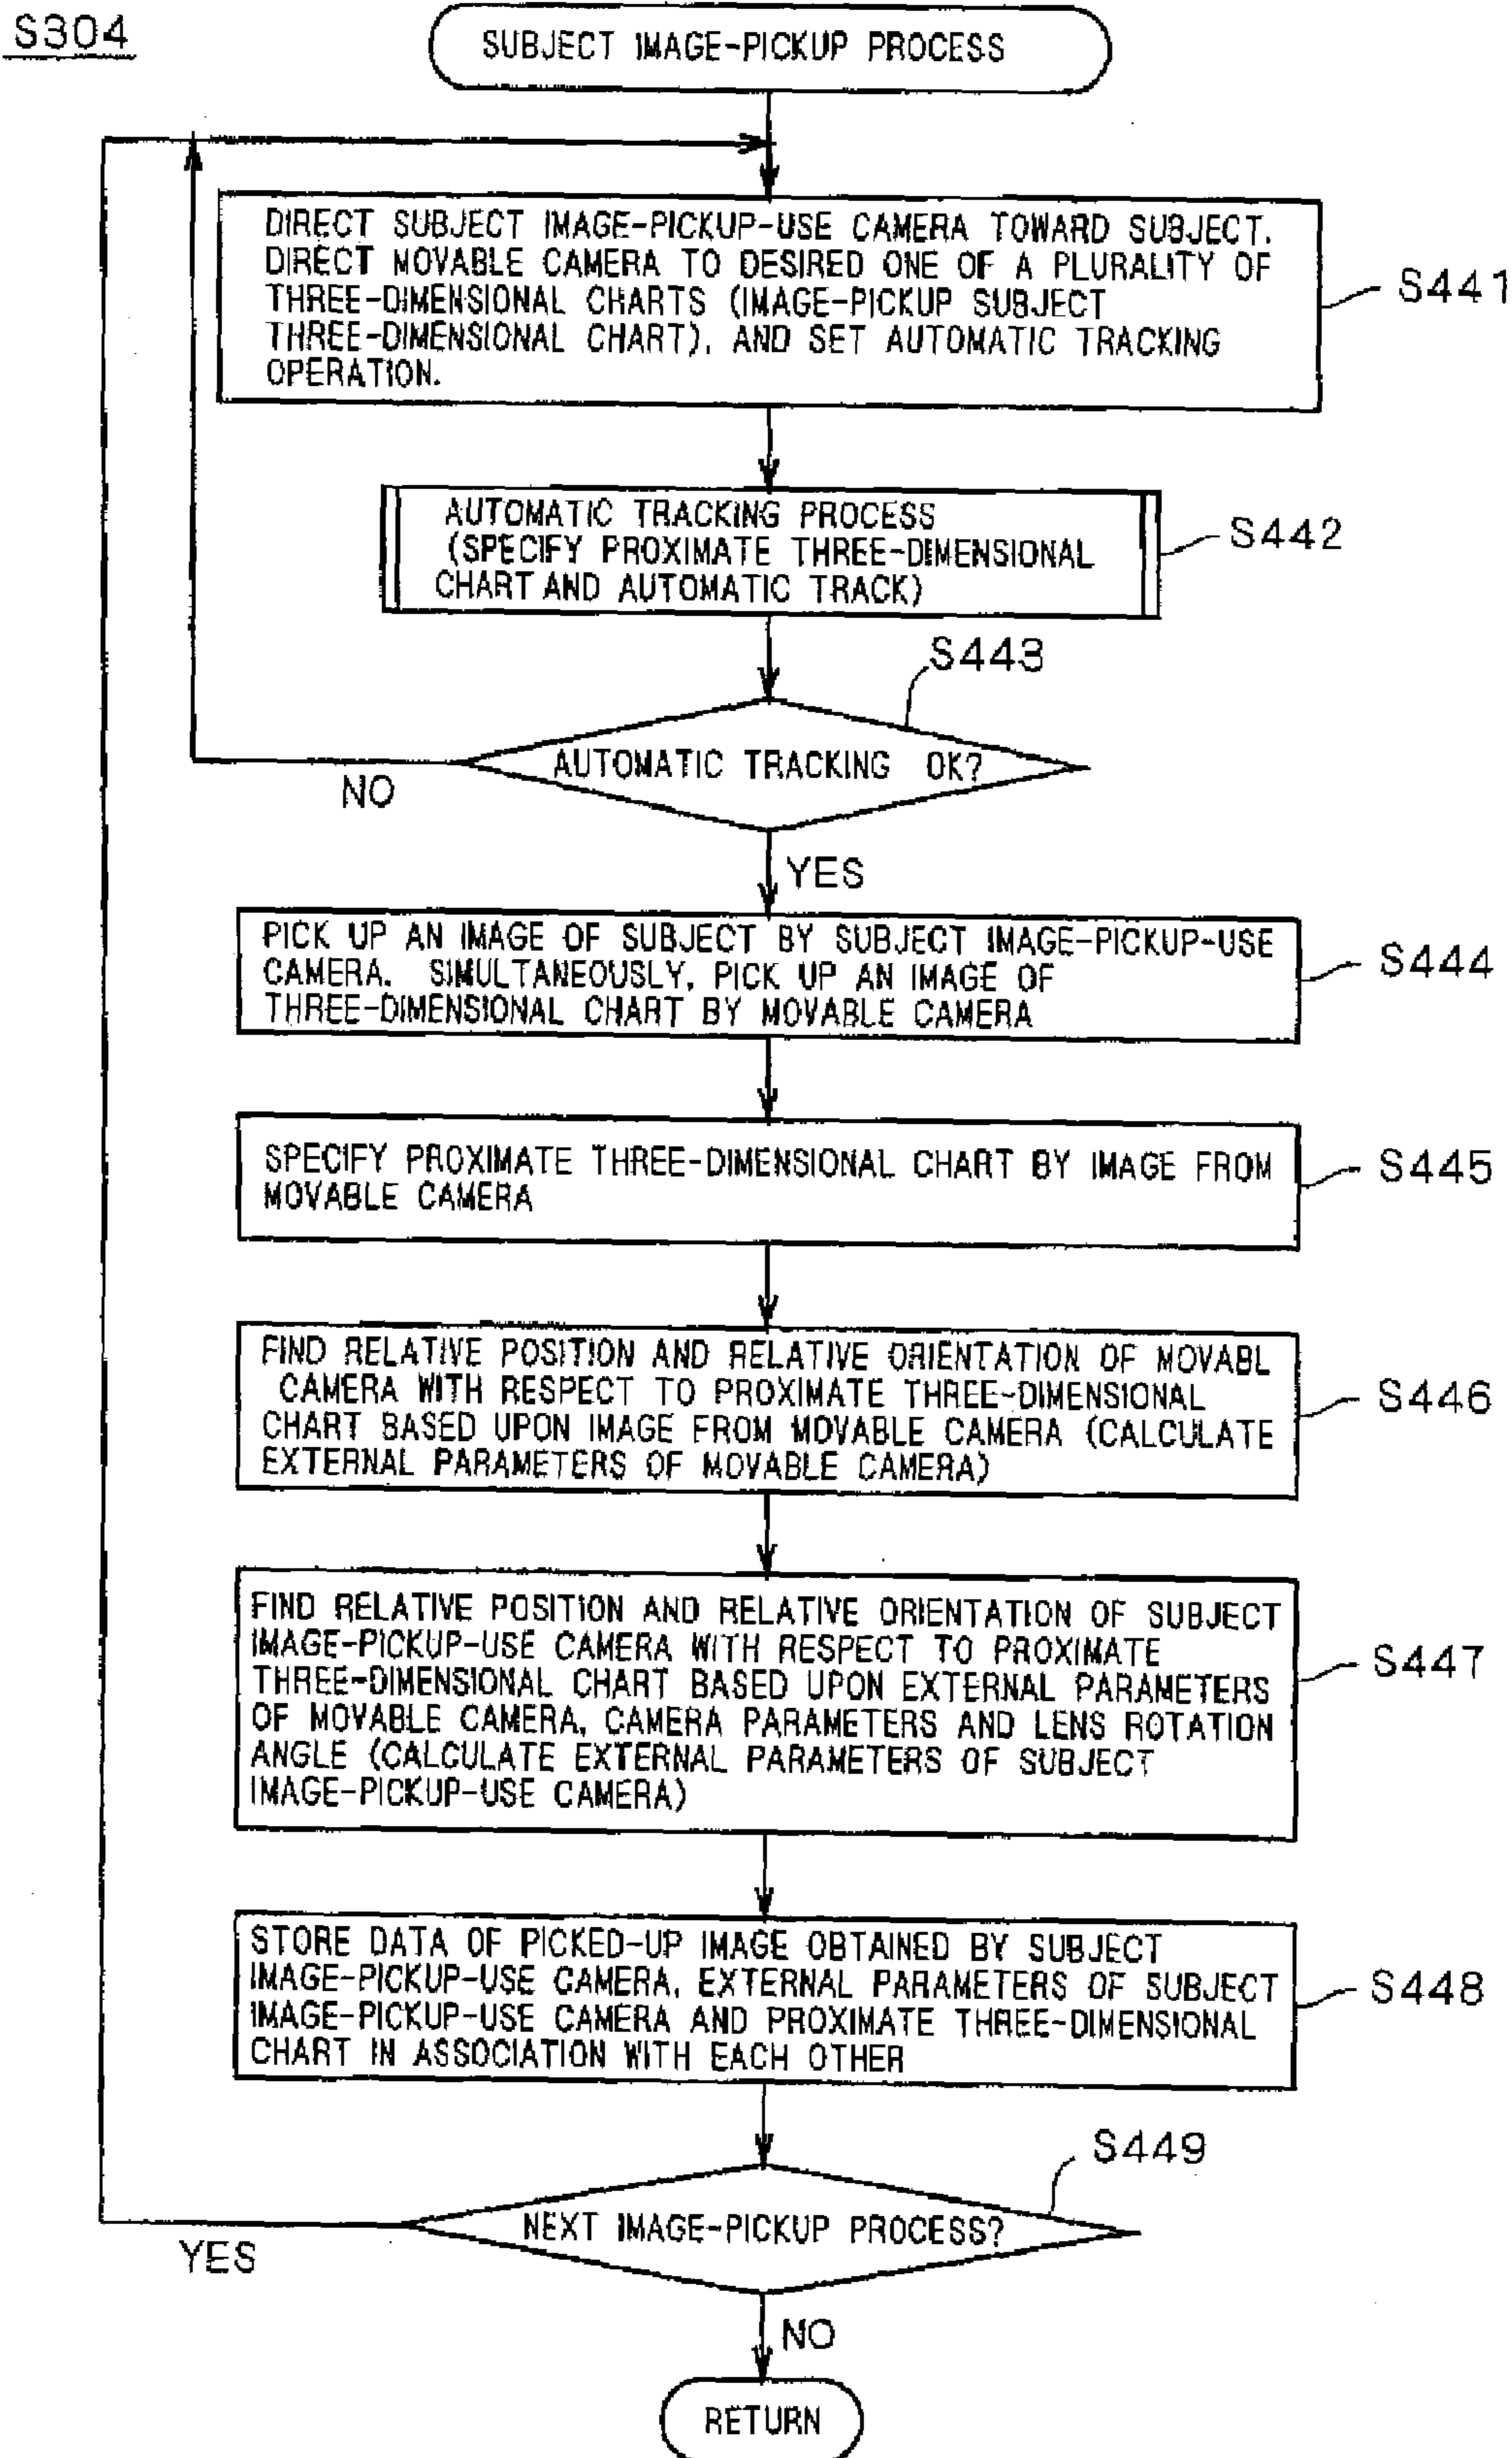 S304
SUBJECT IMAGE-PICKUP PROCESS
DIRECT SUBJECT IMAGE-PICKUP-USE CAMERA TOWARD SUBJECT.
DIRECT MOVABLE CAMERA TO DESIRED ONE OF A PLURALITY OF
THREE-DIMENSIONAL CHARTS (IMAGE-PICKUP SUBJECT
THREE-DIMENSIONAL CHART), AND SET AUTOMATIC TRACKING
OPERATION.
S441
AUTOMATIC TRACKING PROCESS
(SPECIFY PROXIMATE THREE-DIMENSIONAL
CHART AND AUTOMATIC TRACK)
S442
S443
AUTOMATIC TRACKING OK?
NO
YES
PICK UP AN IMAGE OF SUBJECT BY SUBJECT IMAGE-PICKUP-USE
CAMERA. SIMULTANEOUSLY, PICK UP AN IMAGE OF
THREE-DIMENSIONAL CHART BY MOVABLE CAMERA
S444
SPECIFY PROXIMATE THREE-DIMENSIONAL CHART BY IMAGE FROM
MOVABLE CAMERA
S445
FIND RELATIVE POSITION AND RELATIVE ORIENTATION OF MOVABL
CAMERA WITH RESPECT TO PROXIMATE THREE-DIMENSIONAL
CHART BASED UPON IMAGE FROM MOVABLE CAMERA (CALCULATE
EXTERNAL PARAMETERS OF MOVABLE CAMERA)
S446
FIND RELATIVE POSITION AND RELATIVE ORIENTATION OF SUBJECT
IMAGE-PICKUP-USE CAMERA WITH RESPECT TO PROXIMATE
THREE-DIMENSIONAL CHART BASED UPON EXTERNAL PARAMETERS
OF MOVABLE CAMERA, CAMERA PARAMETERS AND LENS ROTATION
ANGLE (CALCULATE EXTERNAL PARAMETERS OF SUBJECT
IMAGE-PICKUP-USE CAMERA)
S447
STORE DATA OF PICKED-UP IMAGE OBTAINED BY SUBJECT
IMAGE-PICKUP-USE CAMERA, EXTERNAL PARAMETERS OF SUBJECT
IMAGE-PICKUP-USE CAMERA AND PROXIMATE THREE-DIMENSIONAL
CHART IN ASSOCIATION WITH EACH OTHER
S448
S449
NEXT IMAGE-PICKUP PROCESS?
YES
NO
RETURN